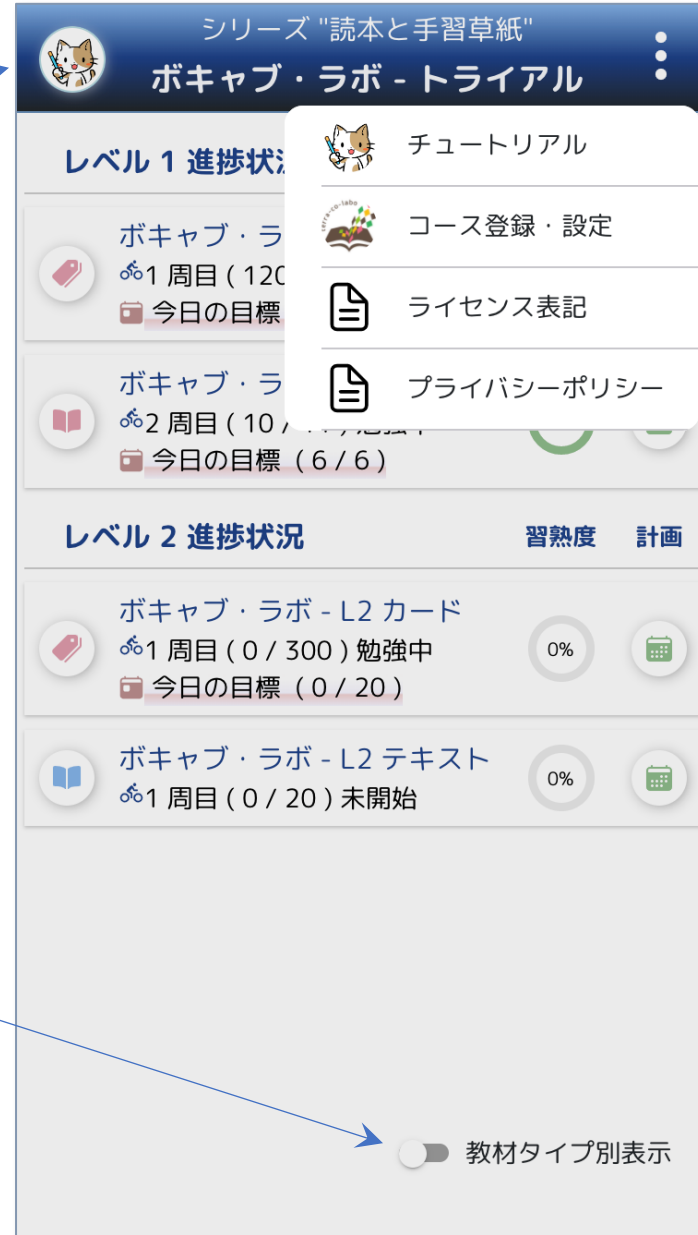 シリーズ "読本と手習草紙"
ボキャブ・ラボ - トライアル
チュートリアル
コース登録・設定
ライセンス表記
プライバシーポリシー
レベル 1 進捗状
ボキャブ・ラ
1 周目 ( 120
今日の目標
ボキャブ・ラ
2 周目 ( 10 /
今日の目標 ( 6 / 6 )
レベル 2 進捗状況 習熟度 計画
ボキャブ・ラボ - L2 カード
1 周目 ( 0 / 300 ) 勉強中 0%
今日の目標 ( 0 / 20 )
ボキャブ・ラボ - L2 テキスト
1 周目 ( 0 / 20 ) 未開始 0%
教材タイプ別表示